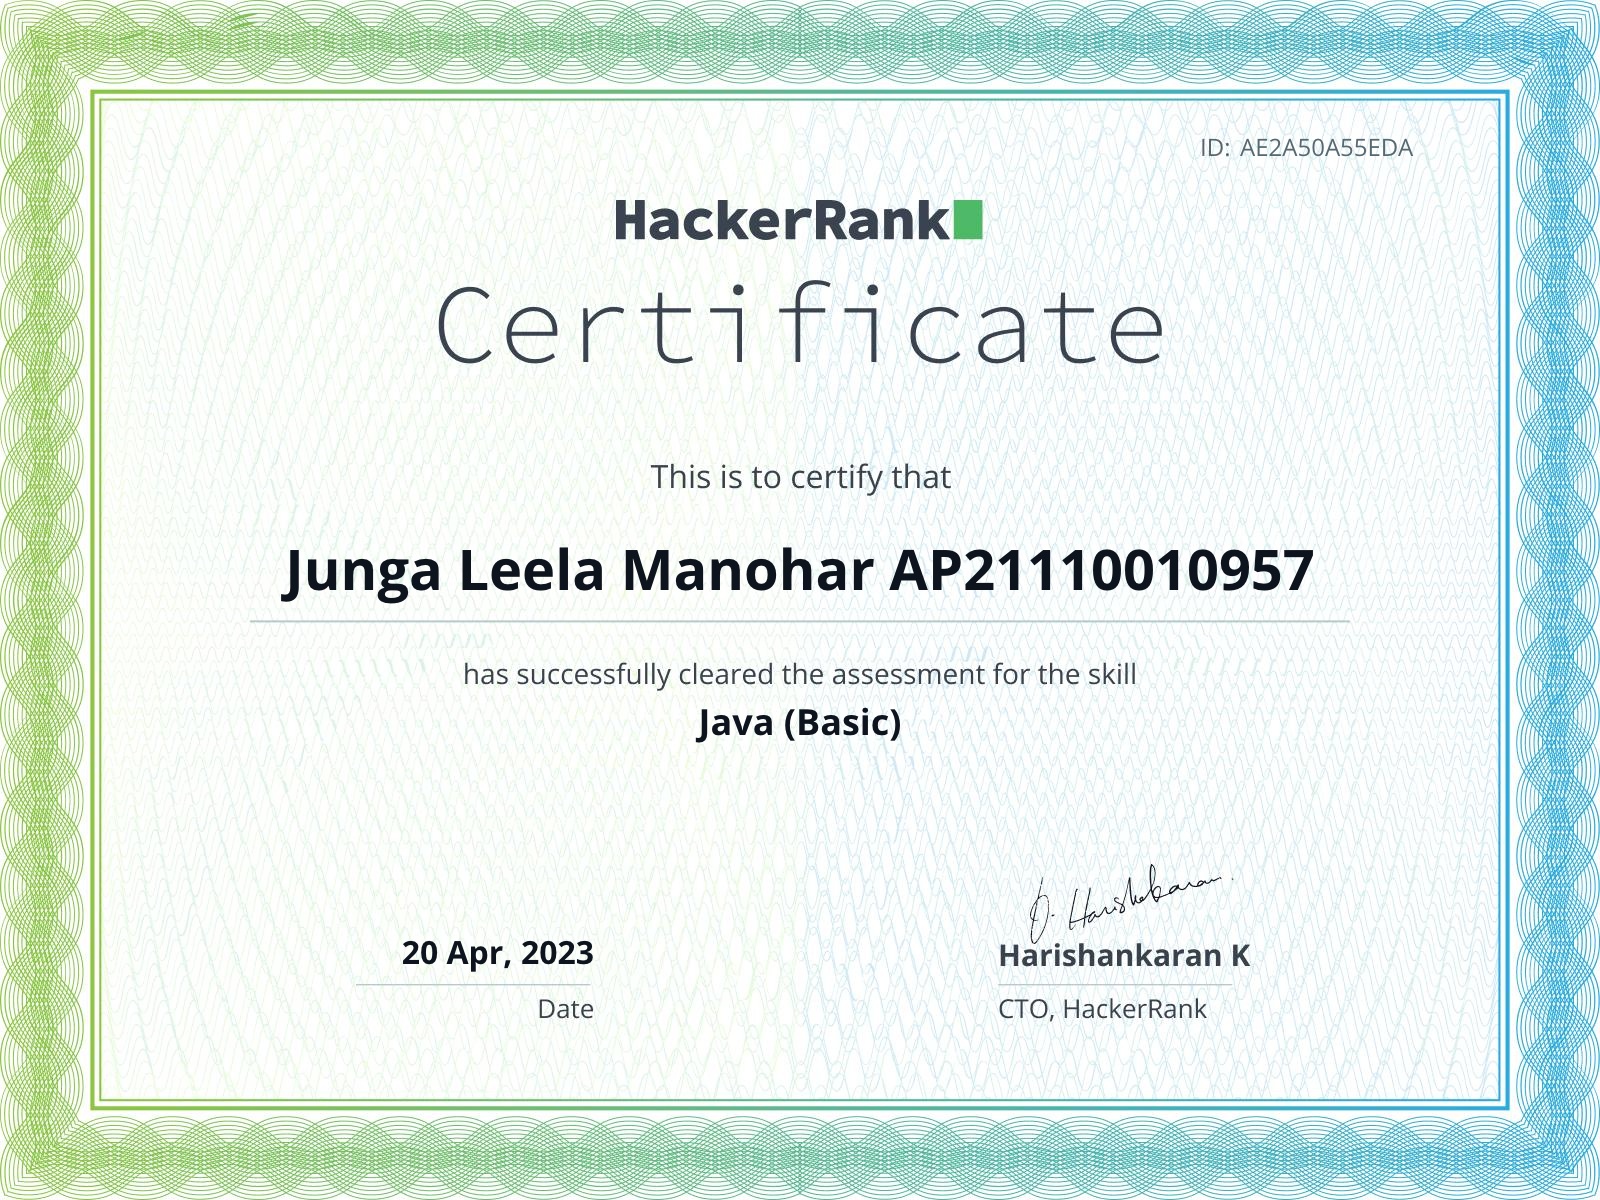 ID: AE2A50A55EDA
HackerRank
Certificate
This is to certify that
Junga Leela Manohar AP21110010957
has successfully cleared the assessment for the skill
Java (Basic)
20 Apr, 2023
Date
J. Harishankaran
Harishankaran K
CTO, HackerRank